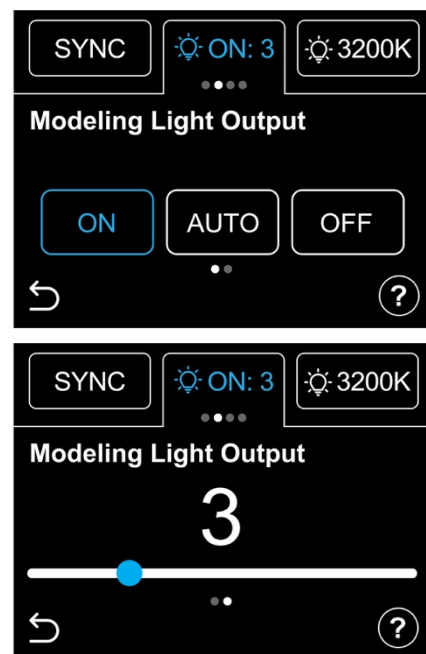 SYNC ON: 3 3200K
Modeling Light Output
ON AUTO OFF
?
SYNC ON: 3 3200K
Modeling Light Output
3
?